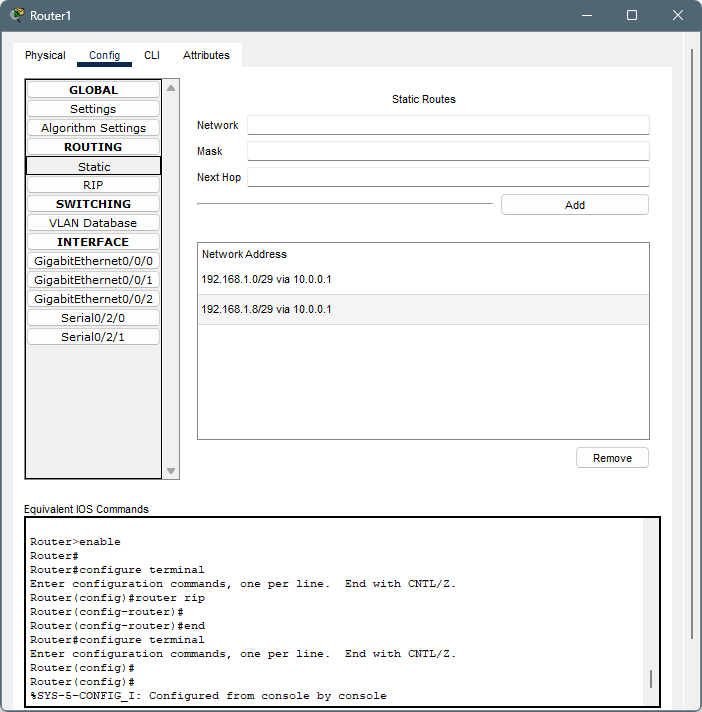 Router1
Physical Config CLI Attributes
GLOBAL
Settings
Algorithm Settings
ROUTING
Static
RIP
SWITCHING
VLAN Database
INTERFACE
GigabitEthernet0/0/0
GigabitEthernet0/0/1
GigabitEthernet0/0/2
Serial0/2/0
Serial0/2/1
Static Routes
Network
Mask
Next Hop
Add
Network Address
192.168.1.0/29 via 10.0.0.1
192.168.1.8/29 via 10.0.0.1
Remove
Equivalent IOS Commands
Router>enable
Router#
Router#configure terminal
Enter configuration commands, one per line.  End with CNTL/Z.
Router(config)#router rip
Router(config-router)#
Router(config-router)#end
Router#configure terminal
Enter configuration commands, one per line.  End with CNTL/Z.
Router(config)#
Router(config)#
%SYS-5-CONFIG_I: Configured from console by console